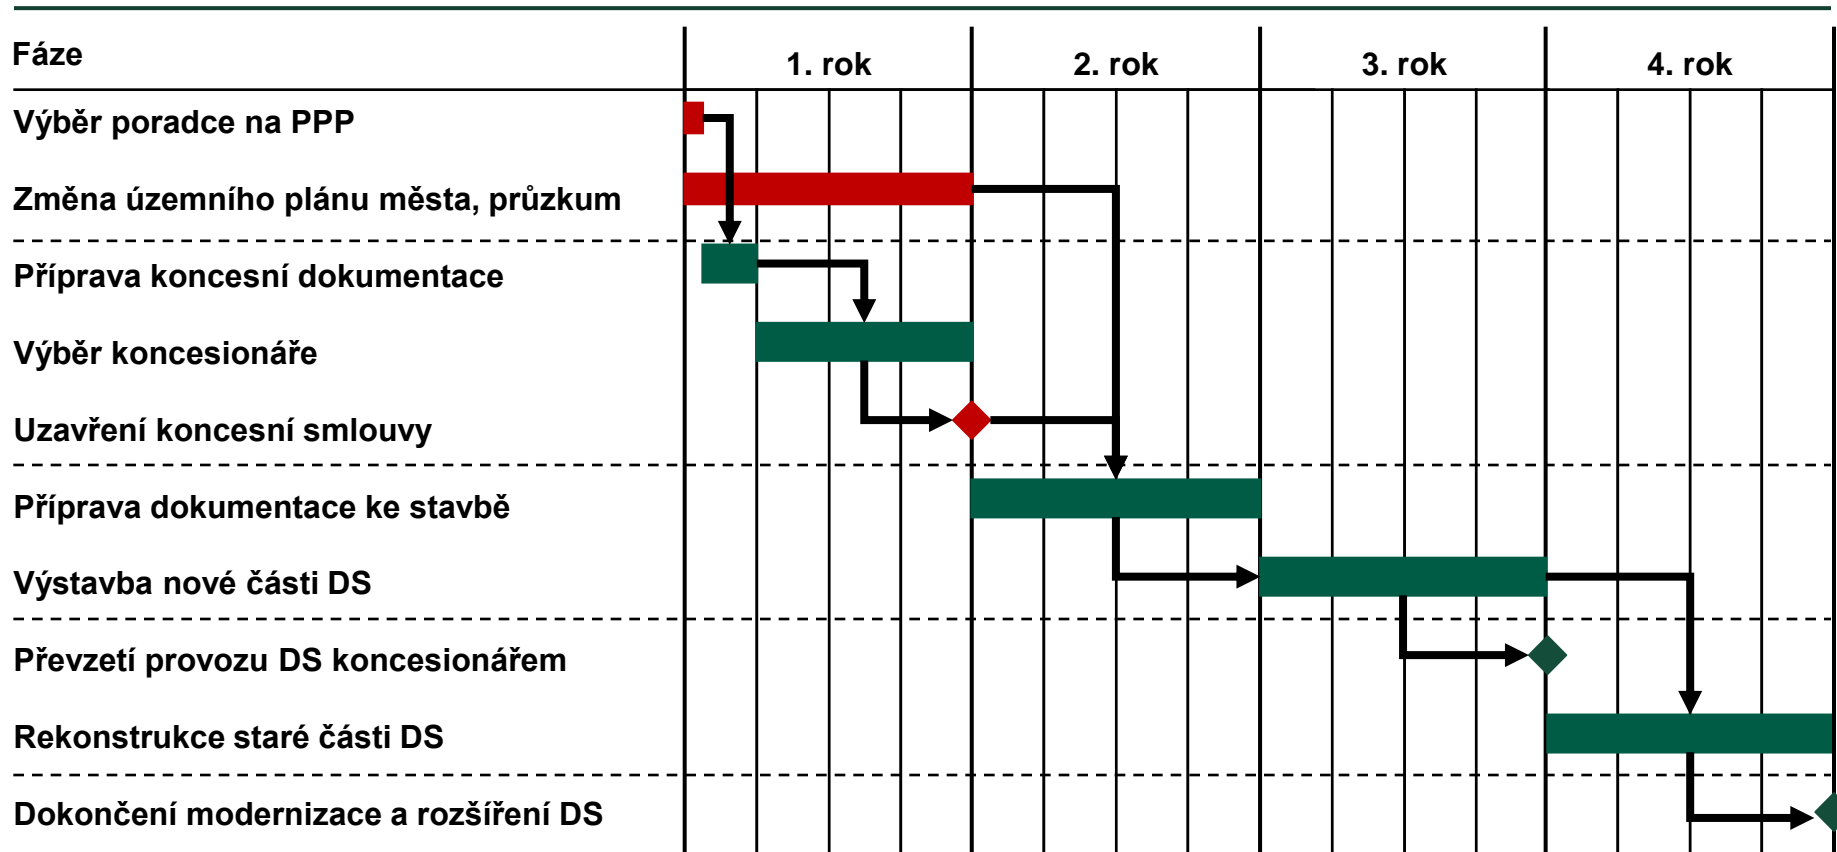 Fáze
1. rok
2. rok
3. rok
4. rok
Výběr poradce na PPP
Změna územního plánu města, průzkum
Příprava koncesní dokumentace
Výběr koncesionáře
Uzavření koncesní smlouvy
Příprava dokumentace ke stavbě
Výstavba nové části DS
Převzetí provozu DS koncesionářem
Rekonstrukce staré části DS
Dokončení modernizace a rozšíření DS